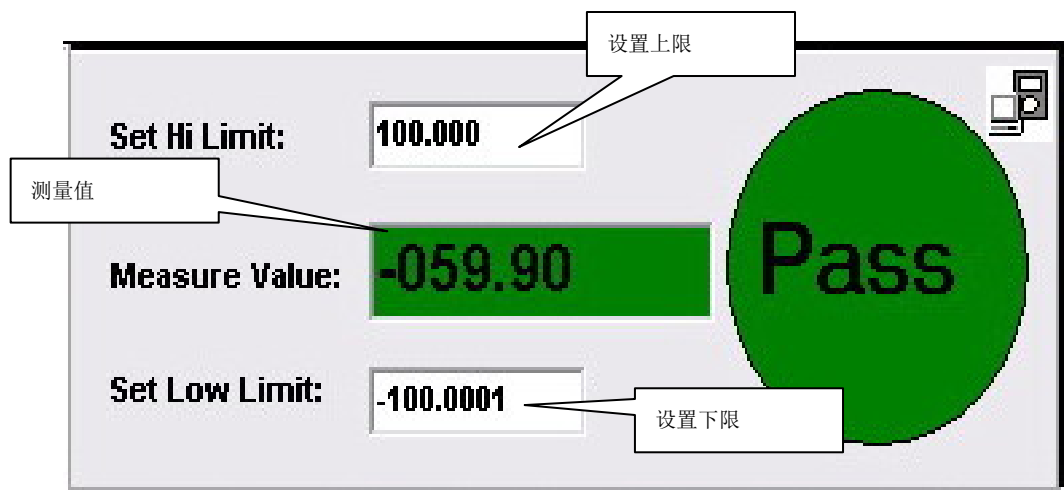 设置上限
Set Hi Limit:
100.000
测量值
Measure Value:
-059.90
Pass
Set Low Limit:
-100.0001
设置下限